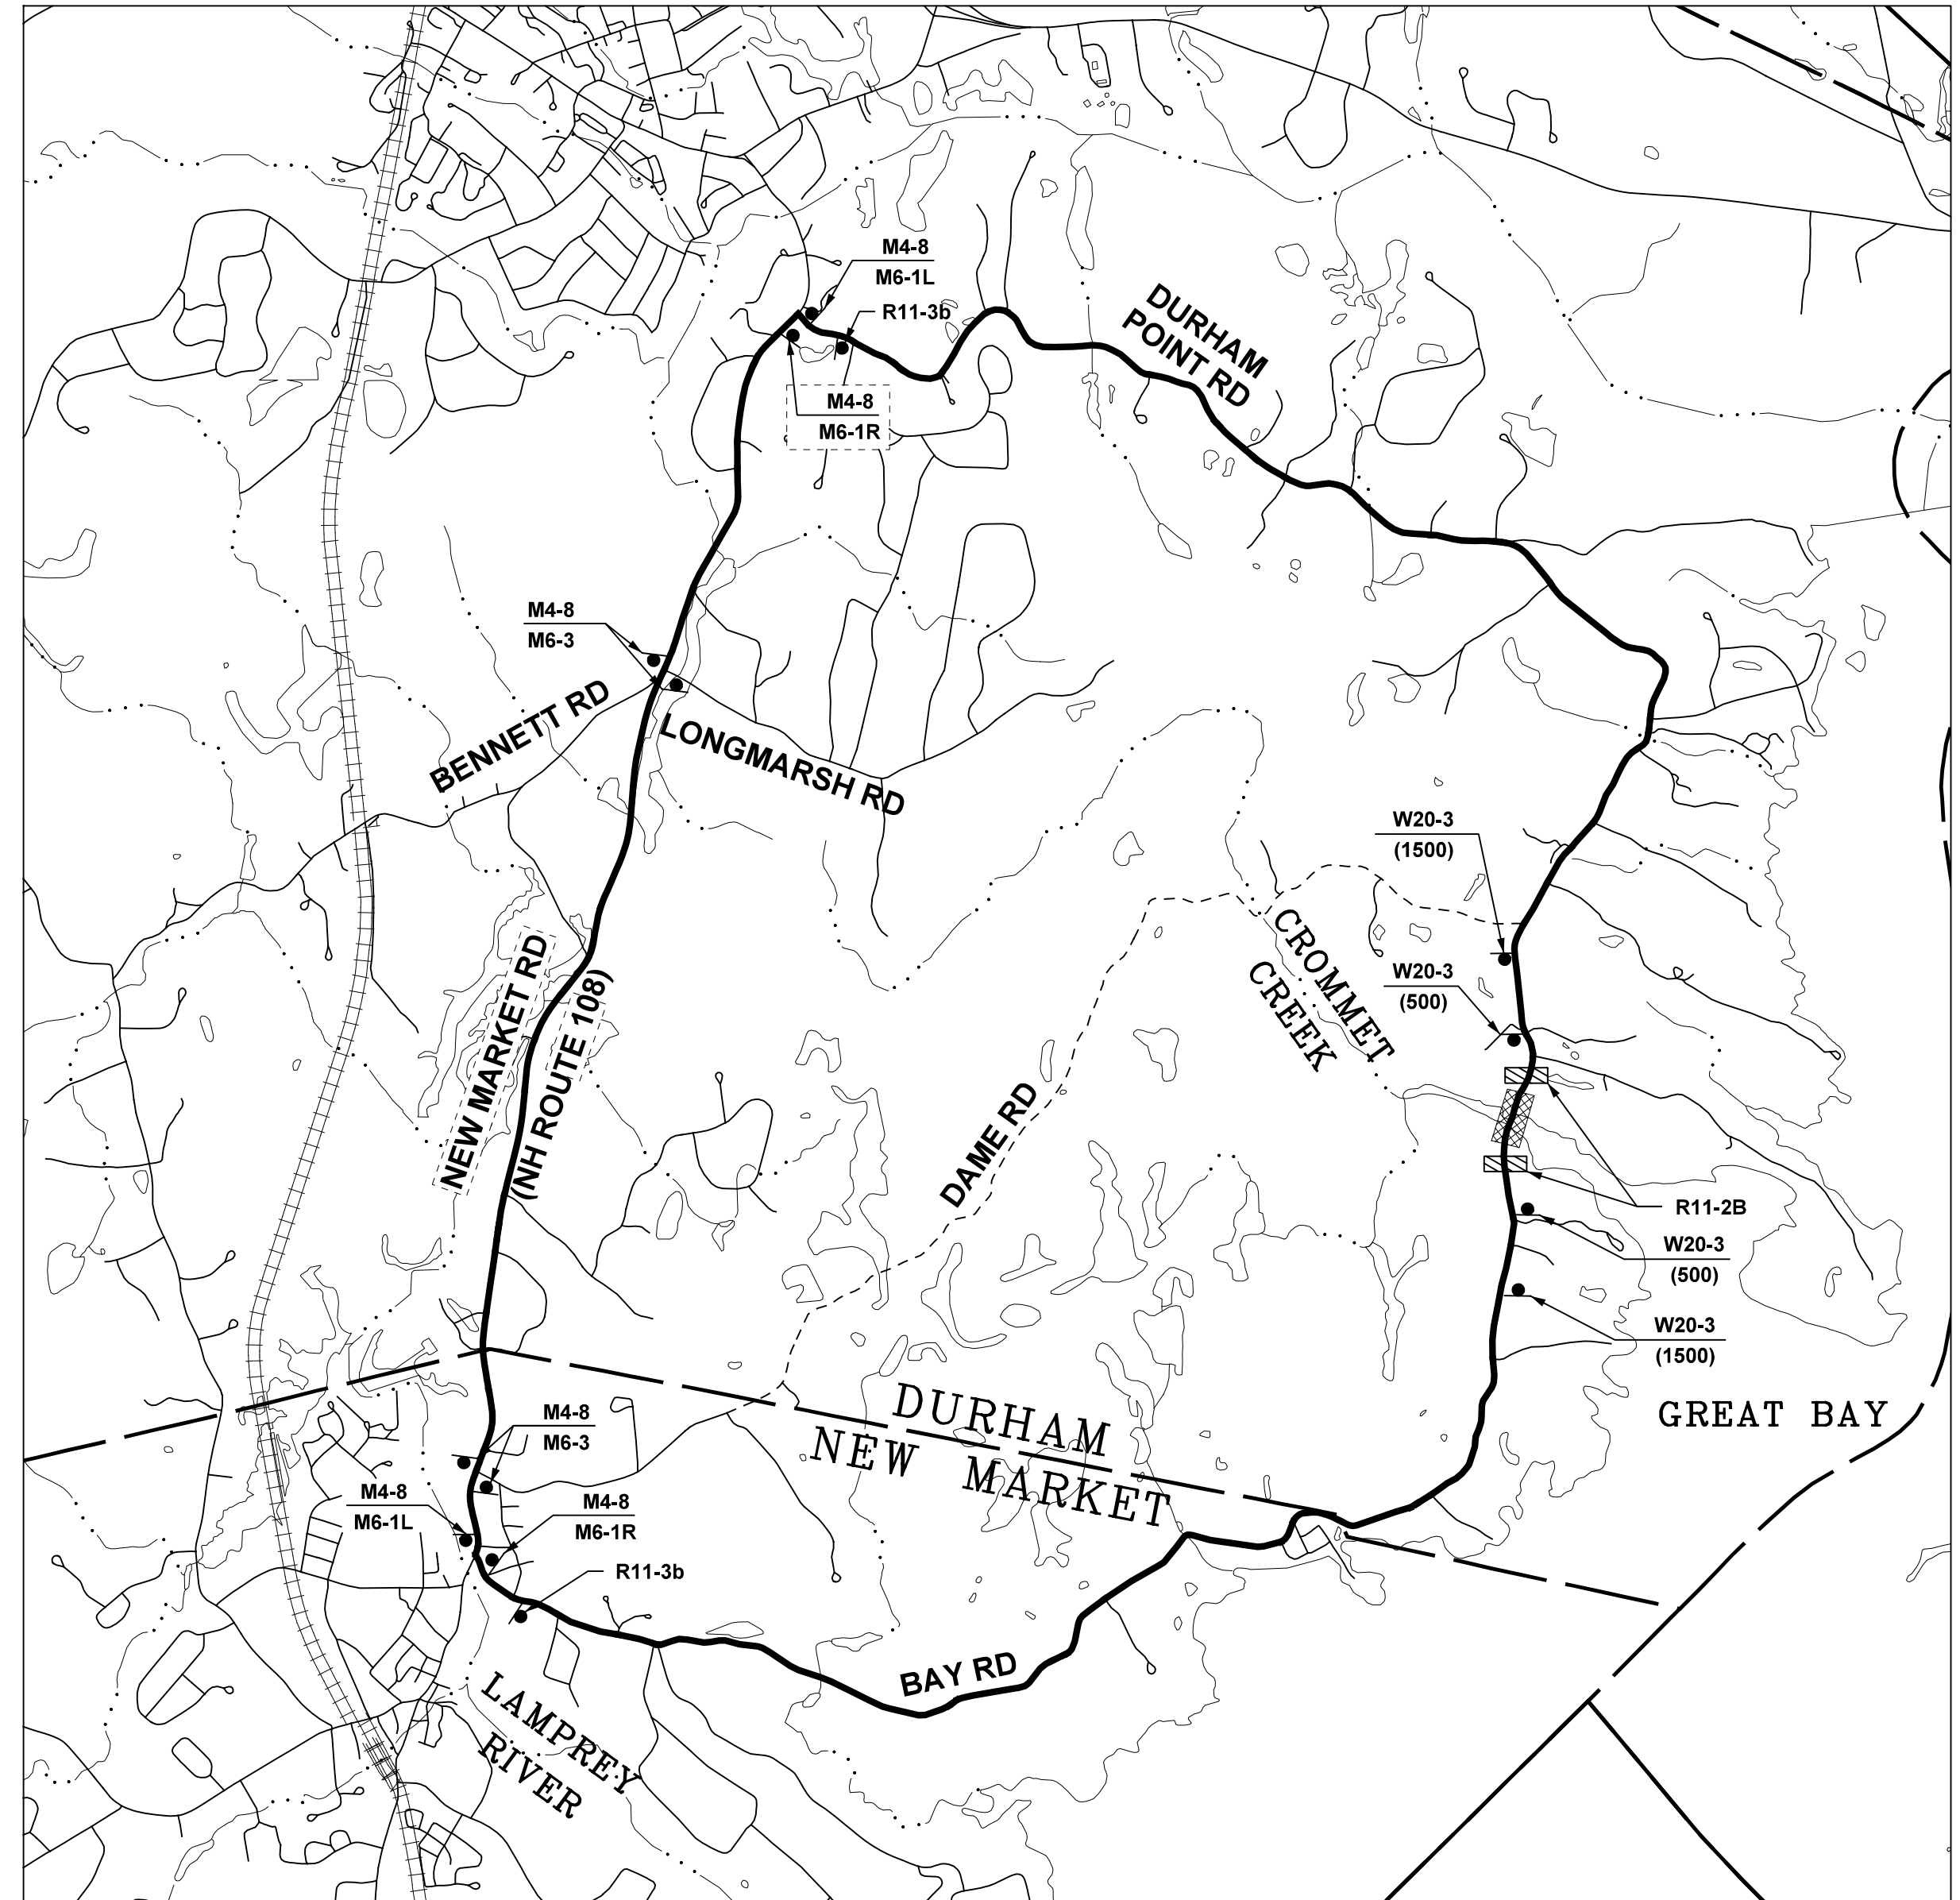 M4-8
M6-1L
R11-3b
DURHAM
POINT RD
M4-8
M6-1R
M4-8
M6-3
BENNETT RD
LONGMARSH RD
W20-3
(1500)
W20-3
(500)
CROMMET
CREEK
NEW MARKET RD
(NH ROUTE 108)
DAME RD
R11-2B
W20-3
(500)
W20-3
(1500)
GREAT BAY
DURHAM
NEW MARKET
M4-8
M6-3
M4-8
M6-1L
M4-8
M6-1R
R11-3b
BAY RD
LAMPREY
RIVER